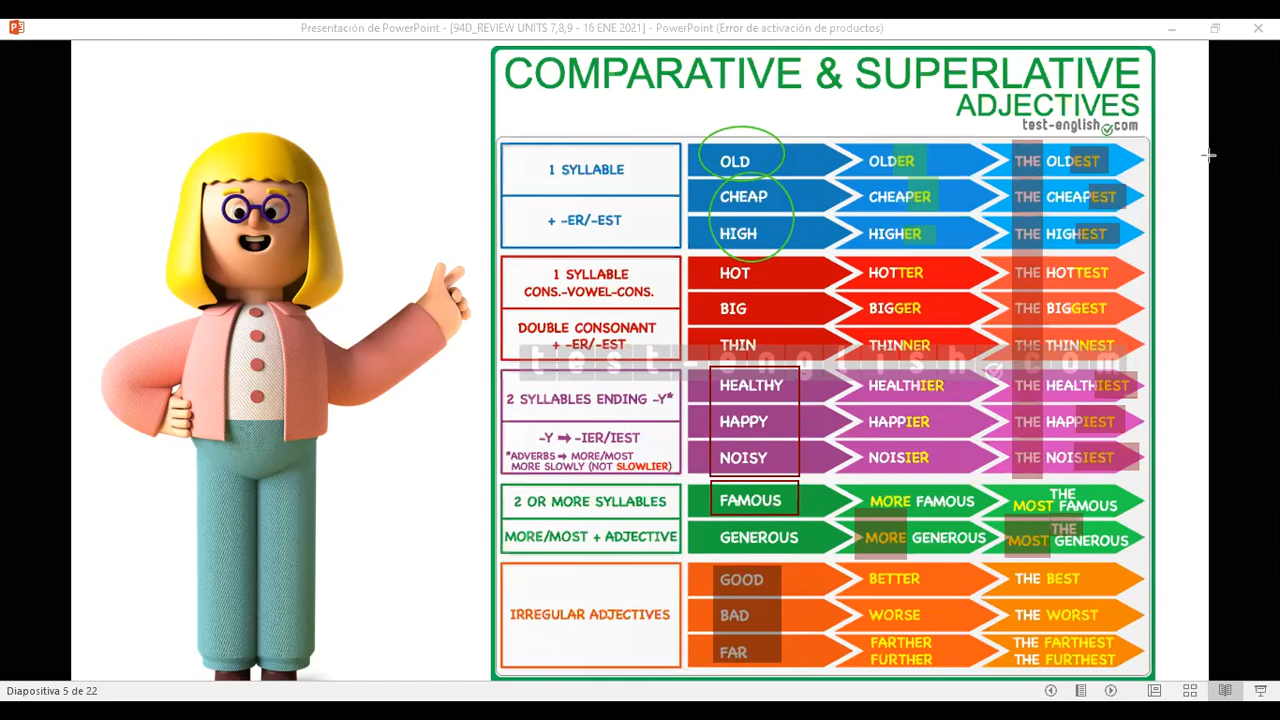 Presentación de PowerPoint - [94D_REVIEW UNITS 7,8,9 - 16 ENE 2021] - PowerPoint (Error de activación de productos)
COMPARATIVE & SUPERLATIVE
ADJECTIVES
test-english com
1 SYLLABLE
+ -ER/-EST
OLD OLDER THE OLDEST
CHEAP CHEAPER THE CHEAPEST
HIGH HIGHER THE HIGHEST
1 SYLLABLE
CONS.-VOWEL-CONS.
DOUBLE CONSONANT
+ -ER/-EST
HOT HOTTER THE HOTTEST
BIG BIGGER THE BIGGEST
THIN THINNER THE THINNEST
test-english.com
2 SYLLABLES ENDING -Y*
-Y ➡ -IER/IEST
*ADVERBS ➡ MORE/MOST
MORE SLOWLY (NOT SLOWLIER)
HEALTHY HEALTHIER THE HEALTHIEST
HAPPY HAPPIER THE HAPPIEST
NOISY NOISIER THE NOISIEST
2 OR MORE SYLLABLES
MORE/MOST + ADJECTIVE
FAMOUS MORE FAMOUS THE
MOST FAMOUS
GENEROUS MORE GENEROUS THE
MOST GENEROUS
IRREGULAR ADJECTIVES
GOOD BETTER THE BEST
BAD WORSE THE WORST
FAR FARTHER THE FARTHEST
FURTHER THE FURTHEST
Diapositiva 5 de 22